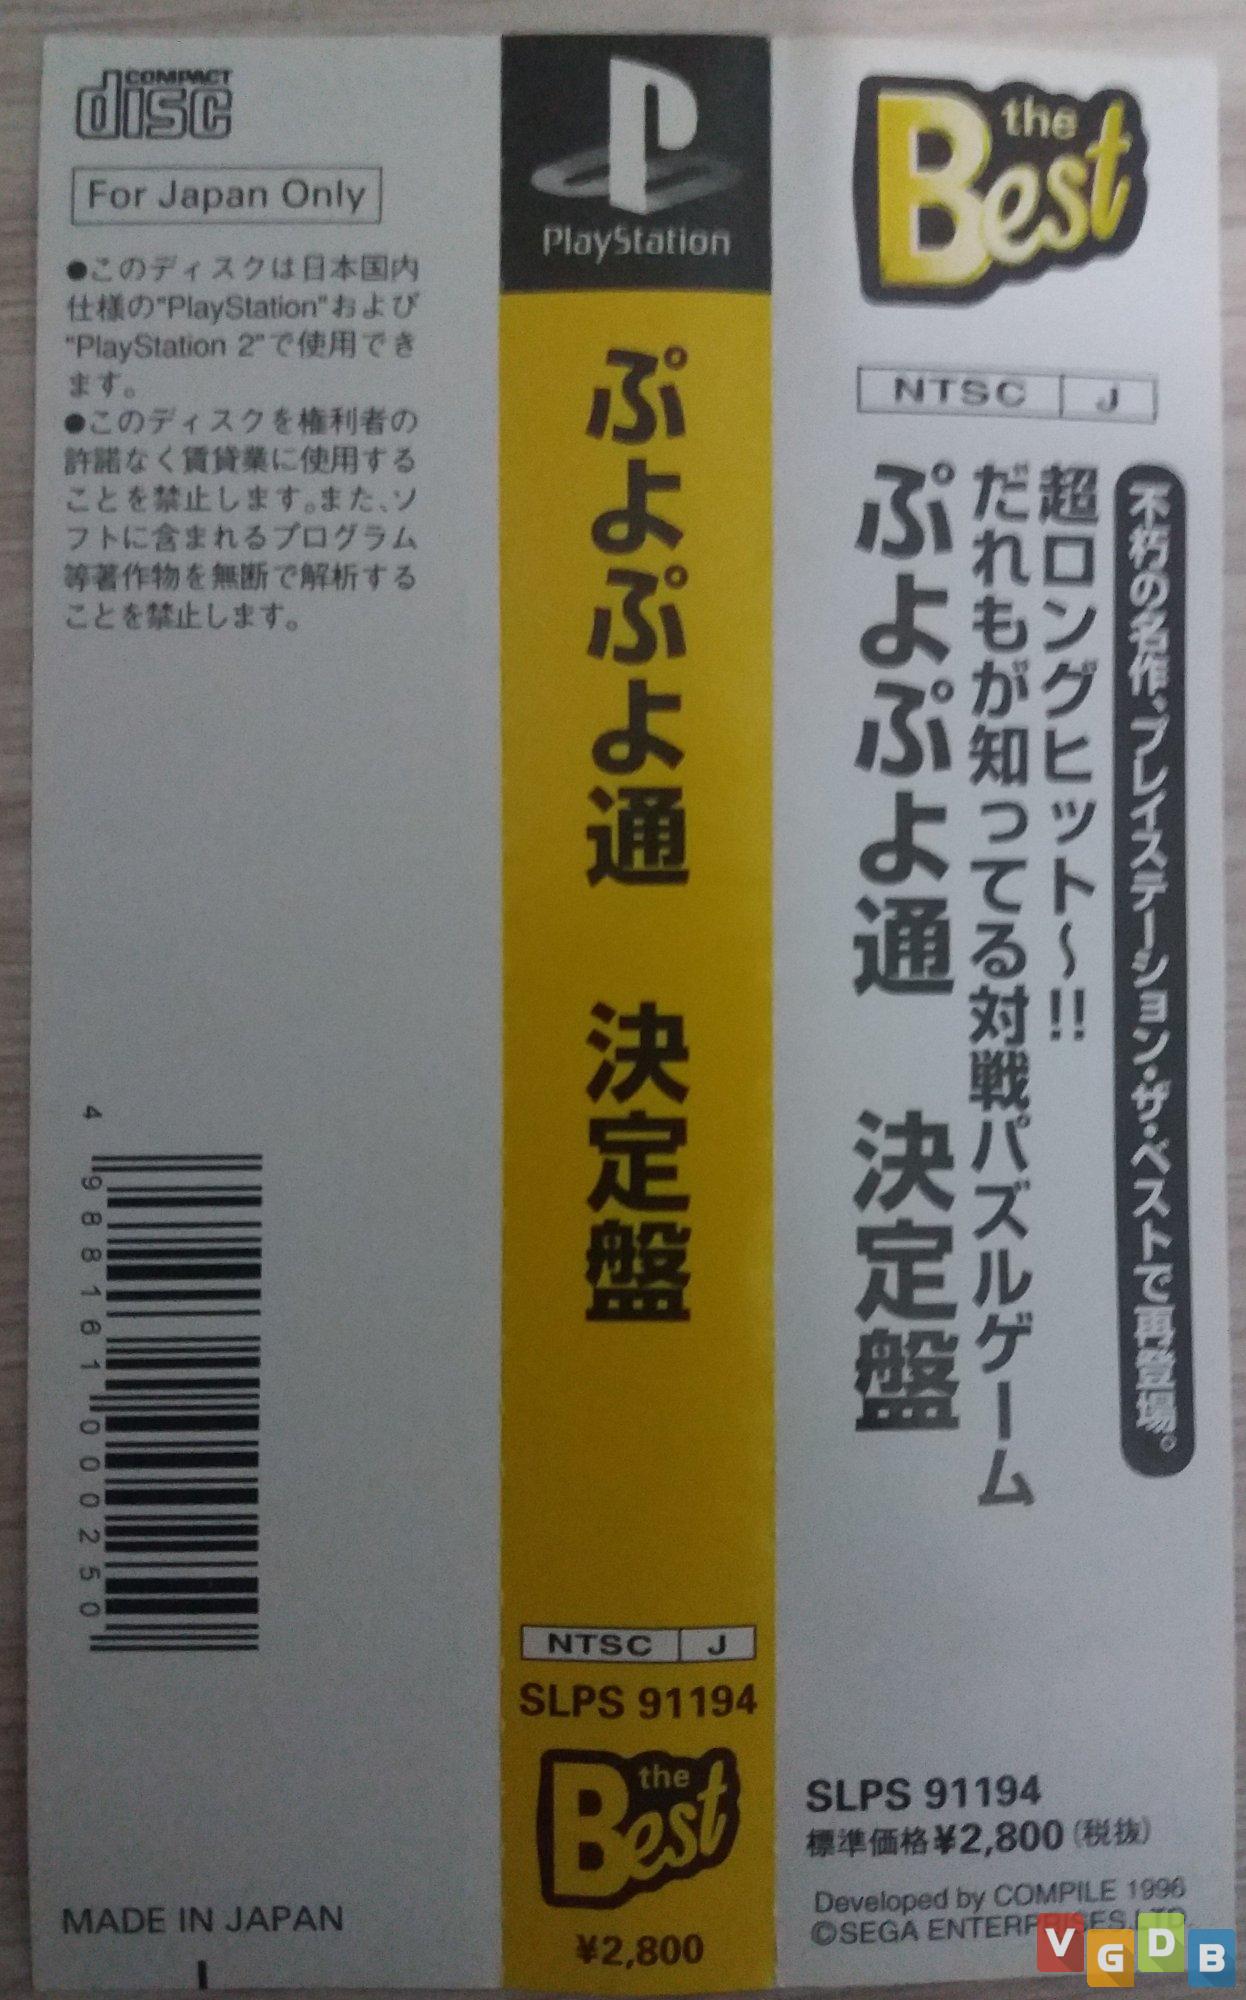 COMPACT
disc
For Japan Only
●このディスクは日本国内
仕様の"PlayStation"および
"PlayStation 2"で使用でき
ます。
●このディスクを権利者の
許諾なく賃貸業に使用する
ことを禁止します。また、ソ
フトに含まれるプログラム
等著作物を無断で解析する
ことを禁止します。
4 988161 000250
MADE IN JAPAN
PlayStation
ぷよぷよ通 決定盤
NTSC J
SLPS 91194
the Best
¥2,800
the Best
NTSC J
不朽の名作、プレイステーション・ザ・ベストで再登場。
超ロングヒット〜!!
だれもが知ってる対戦パズルゲーム
ぷよぷよ通 決定盤
SLPS 91194
標準価格¥2,800(税抜)
Developed by COMPILE 1996
©SEGA ENTERPRISES,LTD.
VGDB